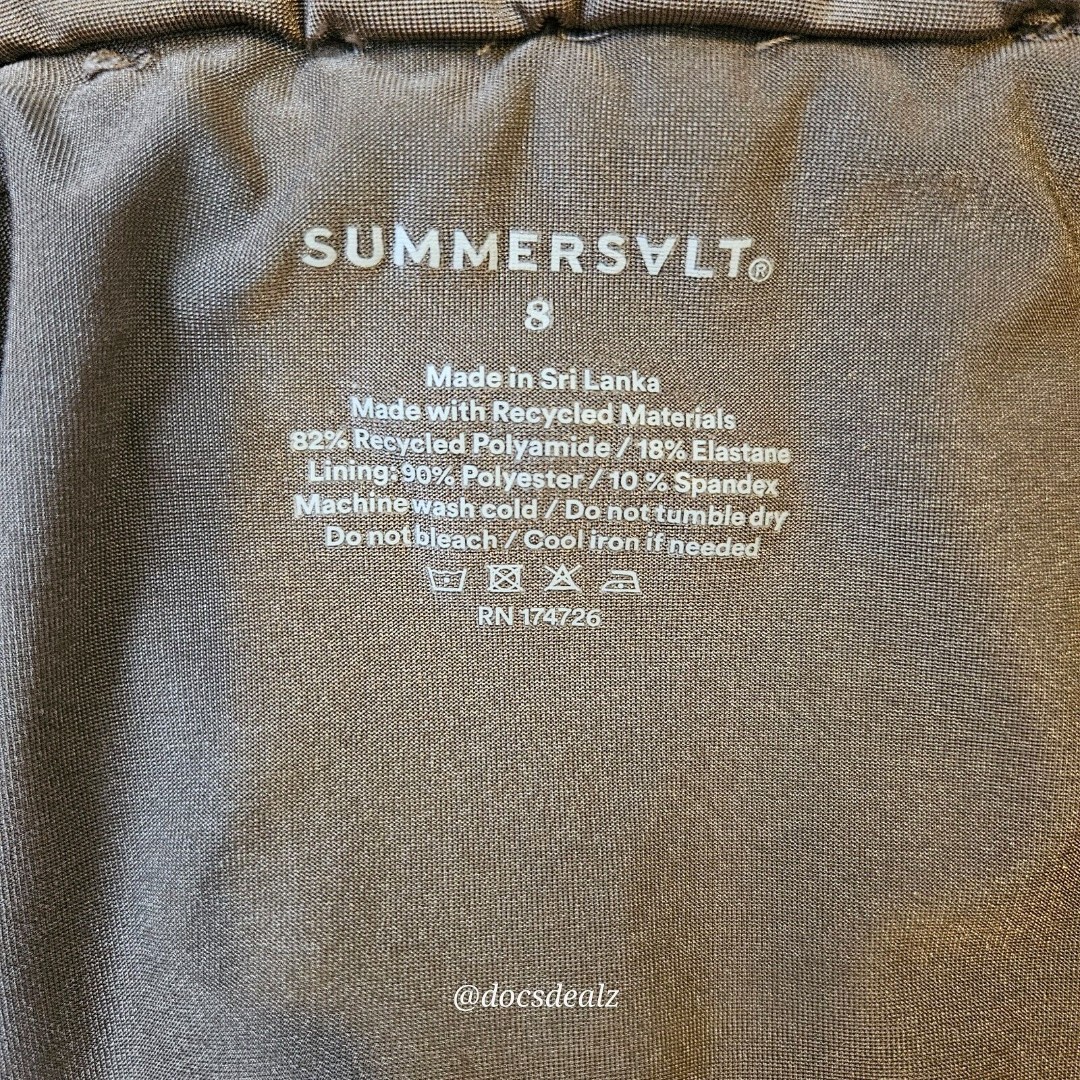 SUMMERSALT®
8
Made in Sri Lanka
Made with Recycled Materials
82% Recycled Polyamide / 18% Elastane
Lining: 90% Polyester / 10 % Spandex
Machine wash cold / Do not tumble dry
Do not bleach / Cool iron if needed
RN 174726
@docsdealz